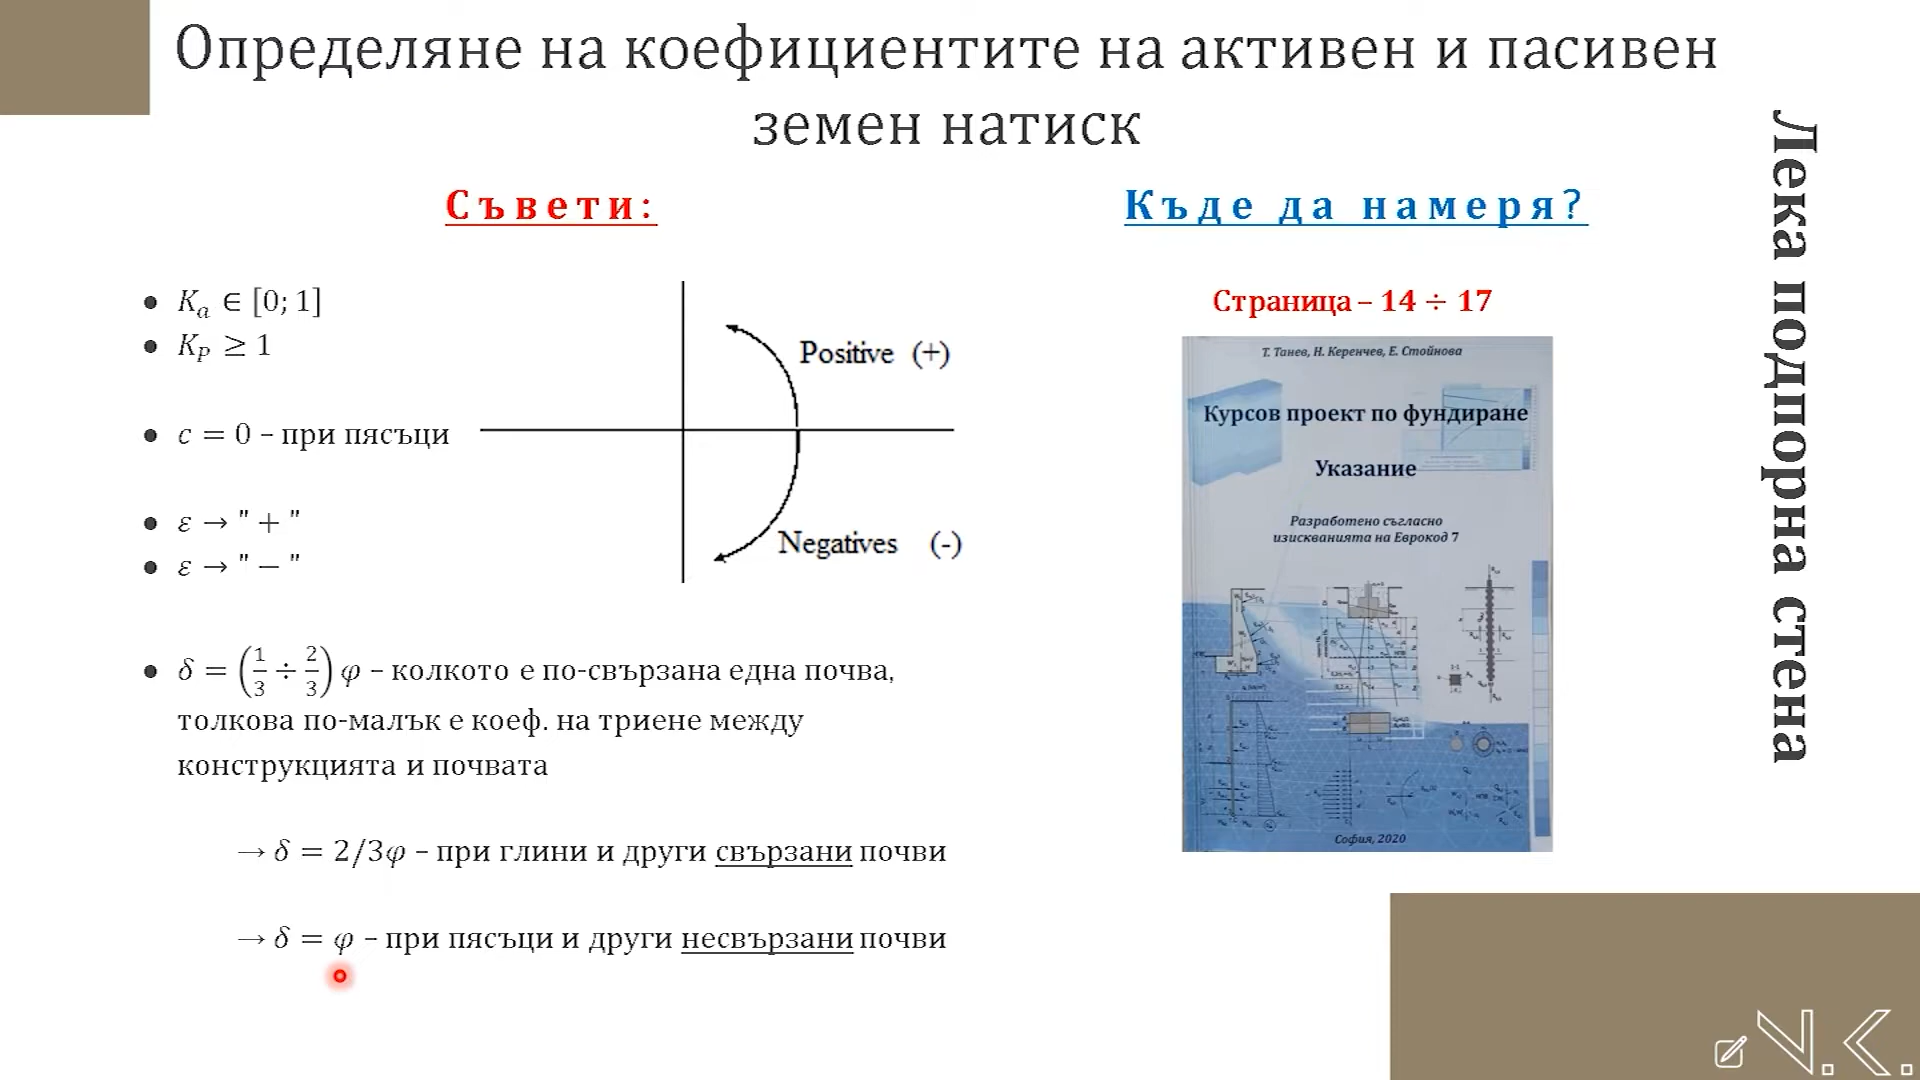 Определяне на коефициентите на активен и пасивен
земен натиск
Съвети:
• Kₐ ∈ [0; 1]
• K_P ≥ 1
• c = 0 – при пясъци
• ε → " + "
• ε → " − "
Positive (+)
Negatives (-)
• δ = (1/3 ÷ 2/3) φ – колкото е по-свързана една почва,
толкова по-малък е коеф. на триене между
конструкцията и почвата
→ δ = 2/3φ – при глини и други свързани почви
→ δ = φ – при пясъци и други несвързани почви
Къде да намеря?
Страница – 14 ÷ 17
Т. Танев, Н. Керенчев, Е. Стойнова
Курсов проект по фундиране
Указание
Разработено съгласно
изискванията на Еврокод 7
София, 2020
Лека подпорна стена
V.K.